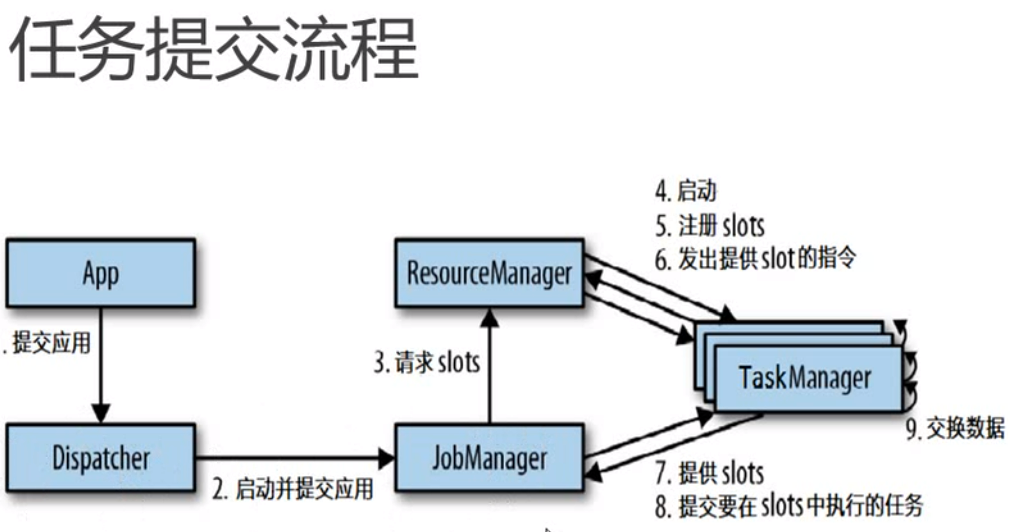 任务提交流程
4. 启动
5. 注册 slots
6. 发出提供 slot 的指令
App
ResourceManager
. 提交应用
3. 请求 slots
TaskManager
9. 交换数据
Dispatcher
2. 启动并提交应用
JobManager
7. 提供 slots
8. 提交要在 slots 中执行的任务